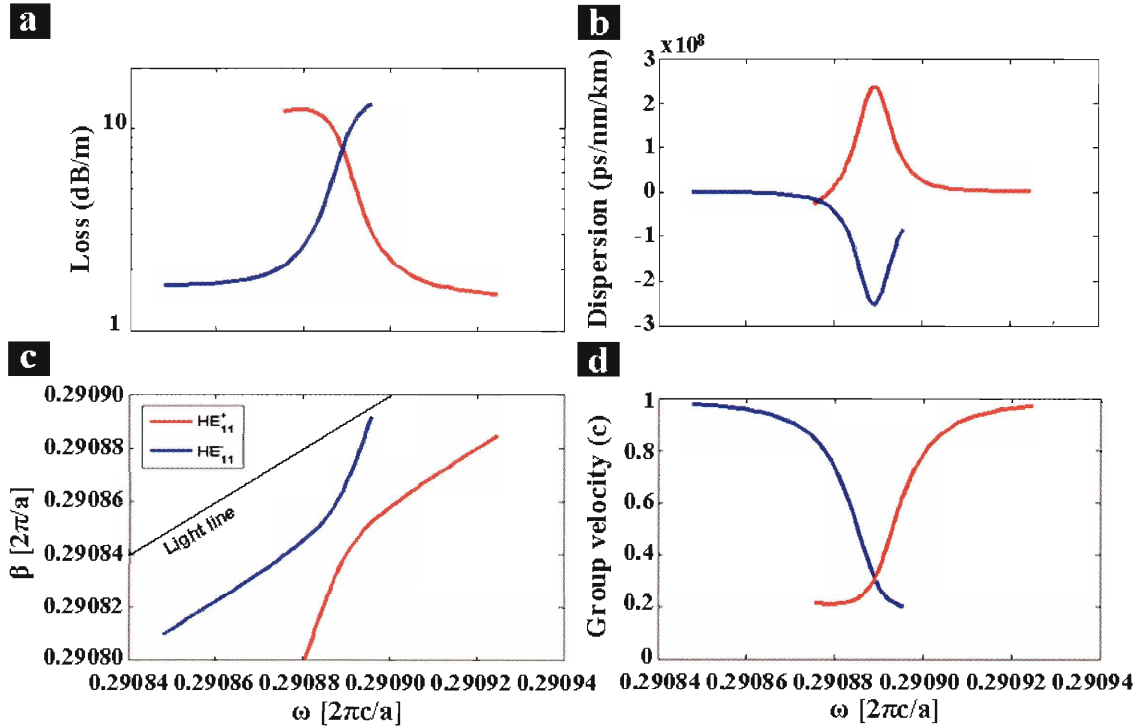 a
Loss (dB/m)
10
1
b
x10⁸
Dispersion (ps/nm/km)
3
2
1
0
-1
-2
-3
c
β [2π/a]
0.29090
0.29088
0.29086
0.29084
0.29082
0.29080
HE⁺₁₁
HE⁻₁₁
Light line
0.29084 0.29086 0.29088 0.29090 0.29092 0.29094
ω [2πc/a]
d
Group velocity (c)
1
0.8
0.6
0.4
0.2
0
0.29084 0.29086 0.29088 0.29090 0.29092 0.29094
ω [2πc/a]